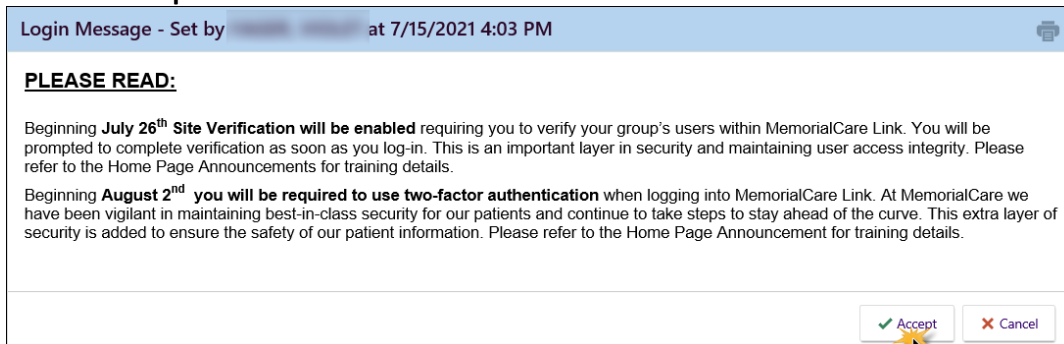 Login Message - Set by at 7/15/2021 4:03 PM
PLEASE READ:
Beginning July 26th Site Verification will be enabled requiring you to verify your group's users within MemorialCare Link. You will be
prompted to complete verification as soon as you log-in. This is an important layer in security and maintaining user access integrity. Please
refer to the Home Page Announcements for training details.
Beginning August 2nd you will be required to use two-factor authentication when logging into MemorialCare Link. At MemorialCare we
have been vigilant in maintaining best-in-class security for our patients and continue to take steps to stay ahead of the curve. This extra layer of
security is added to ensure the safety of our patient information. Please refer to the Home Page Announcement for training details.
Accept Cancel